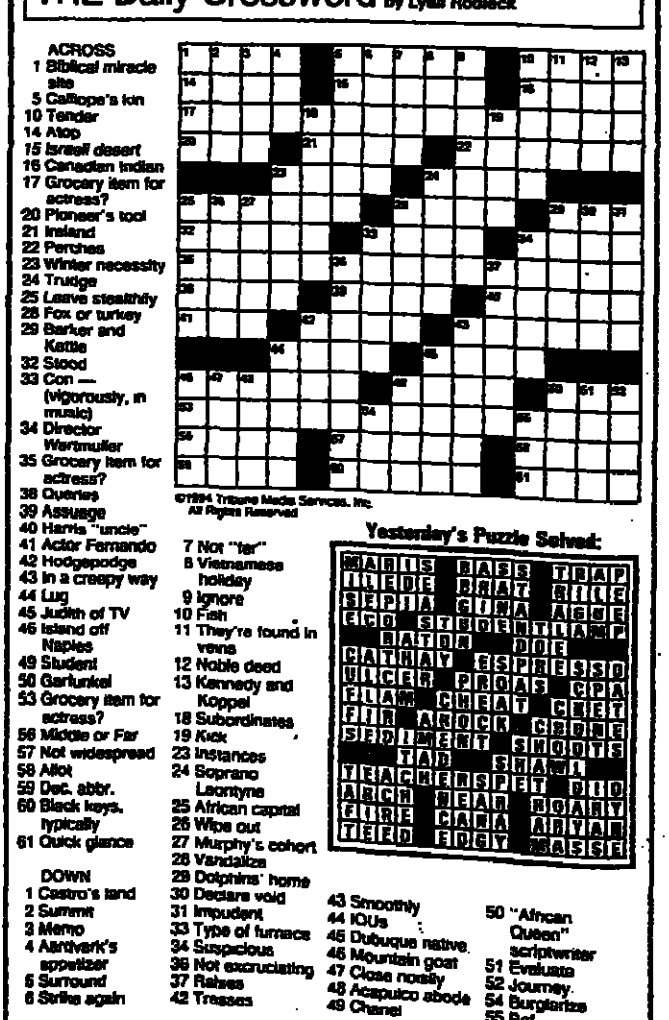 THE Daily Crossword by Lysa Hobleck
ACROSS
1 Biblical miracle
site
5 Calliope's kin
10 Tender
14 Atop
15 Israeli desert
16 Canadian Indian
17 Grocery item for
actress?
20 Pioneer's tool
21 Ireland
22 Perches
23 Winter necessity
24 Trudge
25 Leave stealthily
28 Fox or turkey
29 Barker and
Kettle
32 Stood
33 Con —
(vigorously, in
music)
34 Director
Wertmuller
35 Grocery item for
actress?
38 Queries
39 Assuage
40 Harris "uncle"
41 Actor Fernando
42 Hodgepodge
43 In a creepy way
44 Lug
45 Judith of TV
46 Island off
Naples
49 Student
50 Garfunkel
53 Grocery item for
actress?
56 Middle or Far
57 Not widespread
58 Allot
59 Dec. abbr.
60 Black keys,
typically
61 Quick glance
DOWN
1 Castro's land
2 Summit
3 Memo
4 Aardvark's
appetizer
5 Surround
6 Strike again
©1994 Tribune Media Services, Inc.
All Rights Reserved
7 Not "fer"
8 Vietnamese
holiday
9 Ignore
10 Fish
11 They're found in
veins
12 Noble deed
13 Kennedy and
Koppel
18 Subordinates
19 Kick
23 Instances
24 Soprano
Leontyne
25 African capital
26 Wipe out
27 Murphy's cohort
28 Vandalize
29 Dolphins' home
30 Declare void
31 Impudent
33 Type of furnace
34 Suspicious
36 Not excruciating
37 Raises
42 Tresses
Yesterday's Puzzle Solved:
MARIS BASS TRAP
ILEDE BRAT RILE
SEPIA GINA AGUE
ECO STUDENTLAMP
RATON DOE
CATHAY ESPRESSO
ULCER PROAS CPA
FLAM CHEAT CHET
FIR AROCK CRONE
SEDIMENT SHOOTS
TAD SHAWL
TEACHERSPET DID
ARCH NEAR HOARY
FIRE CARA ARYAN
TEED EDGY MASSE
43 Smoothly
44 IOUs
45 Dubuque native
46 Mountain goat
47 Close noisily
48 Acapulco abode
49 Chanel
50 "African
Queen"
scriptwriter
51 Evaluate
52 Journey
54 Burglarize
55 Ref.